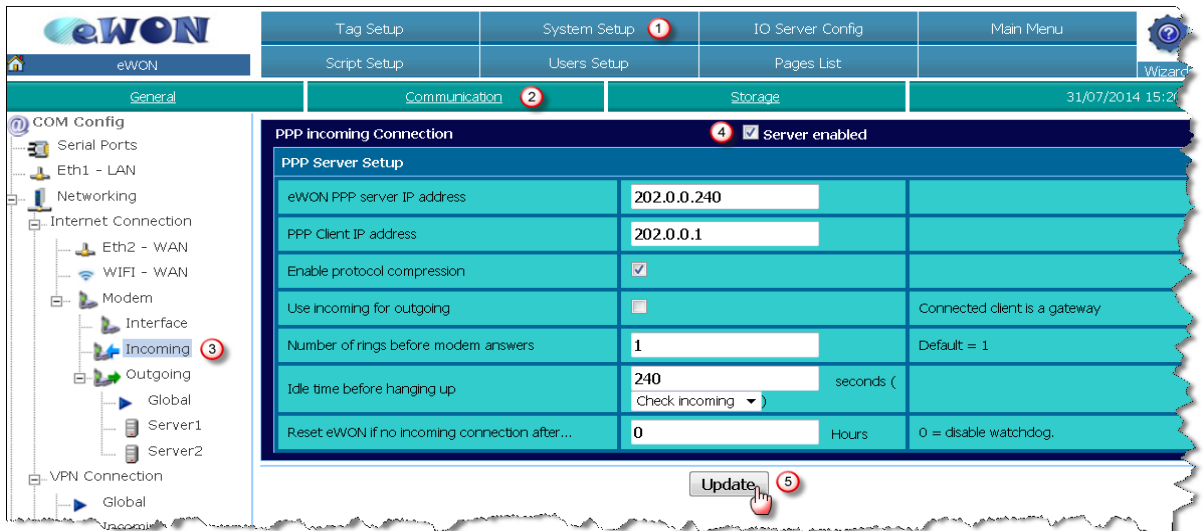 eWON
Tag Setup
System Setup
1
IO Server Config
Main Menu
eWON
Script Setup
Users Setup
Pages List
Wizard
General
Communication
2
Storage
31/07/2014 15:20
COM Config
Serial Ports
Eth1 - LAN
Networking
Internet Connection
Eth2 - WAN
WIFI - WAN
Modem
Interface
Incoming
3
Outgoing
Global
Server1
Server2
VPN Connection
Global
Incoming
PPP incoming Connection
4
Server enabled
PPP Server Setup
eWON PPP server IP address
202.0.0.240
PPP Client IP address
202.0.0.1
Enable protocol compression
Use incoming for outgoing
Connected client is a gateway
Number of rings before modem answers
1
Default = 1
Idle time before hanging up
240
seconds (
Check incoming
)
Reset eWON if no incoming connection after...
0
Hours
0 = disable watchdog.
Update
5